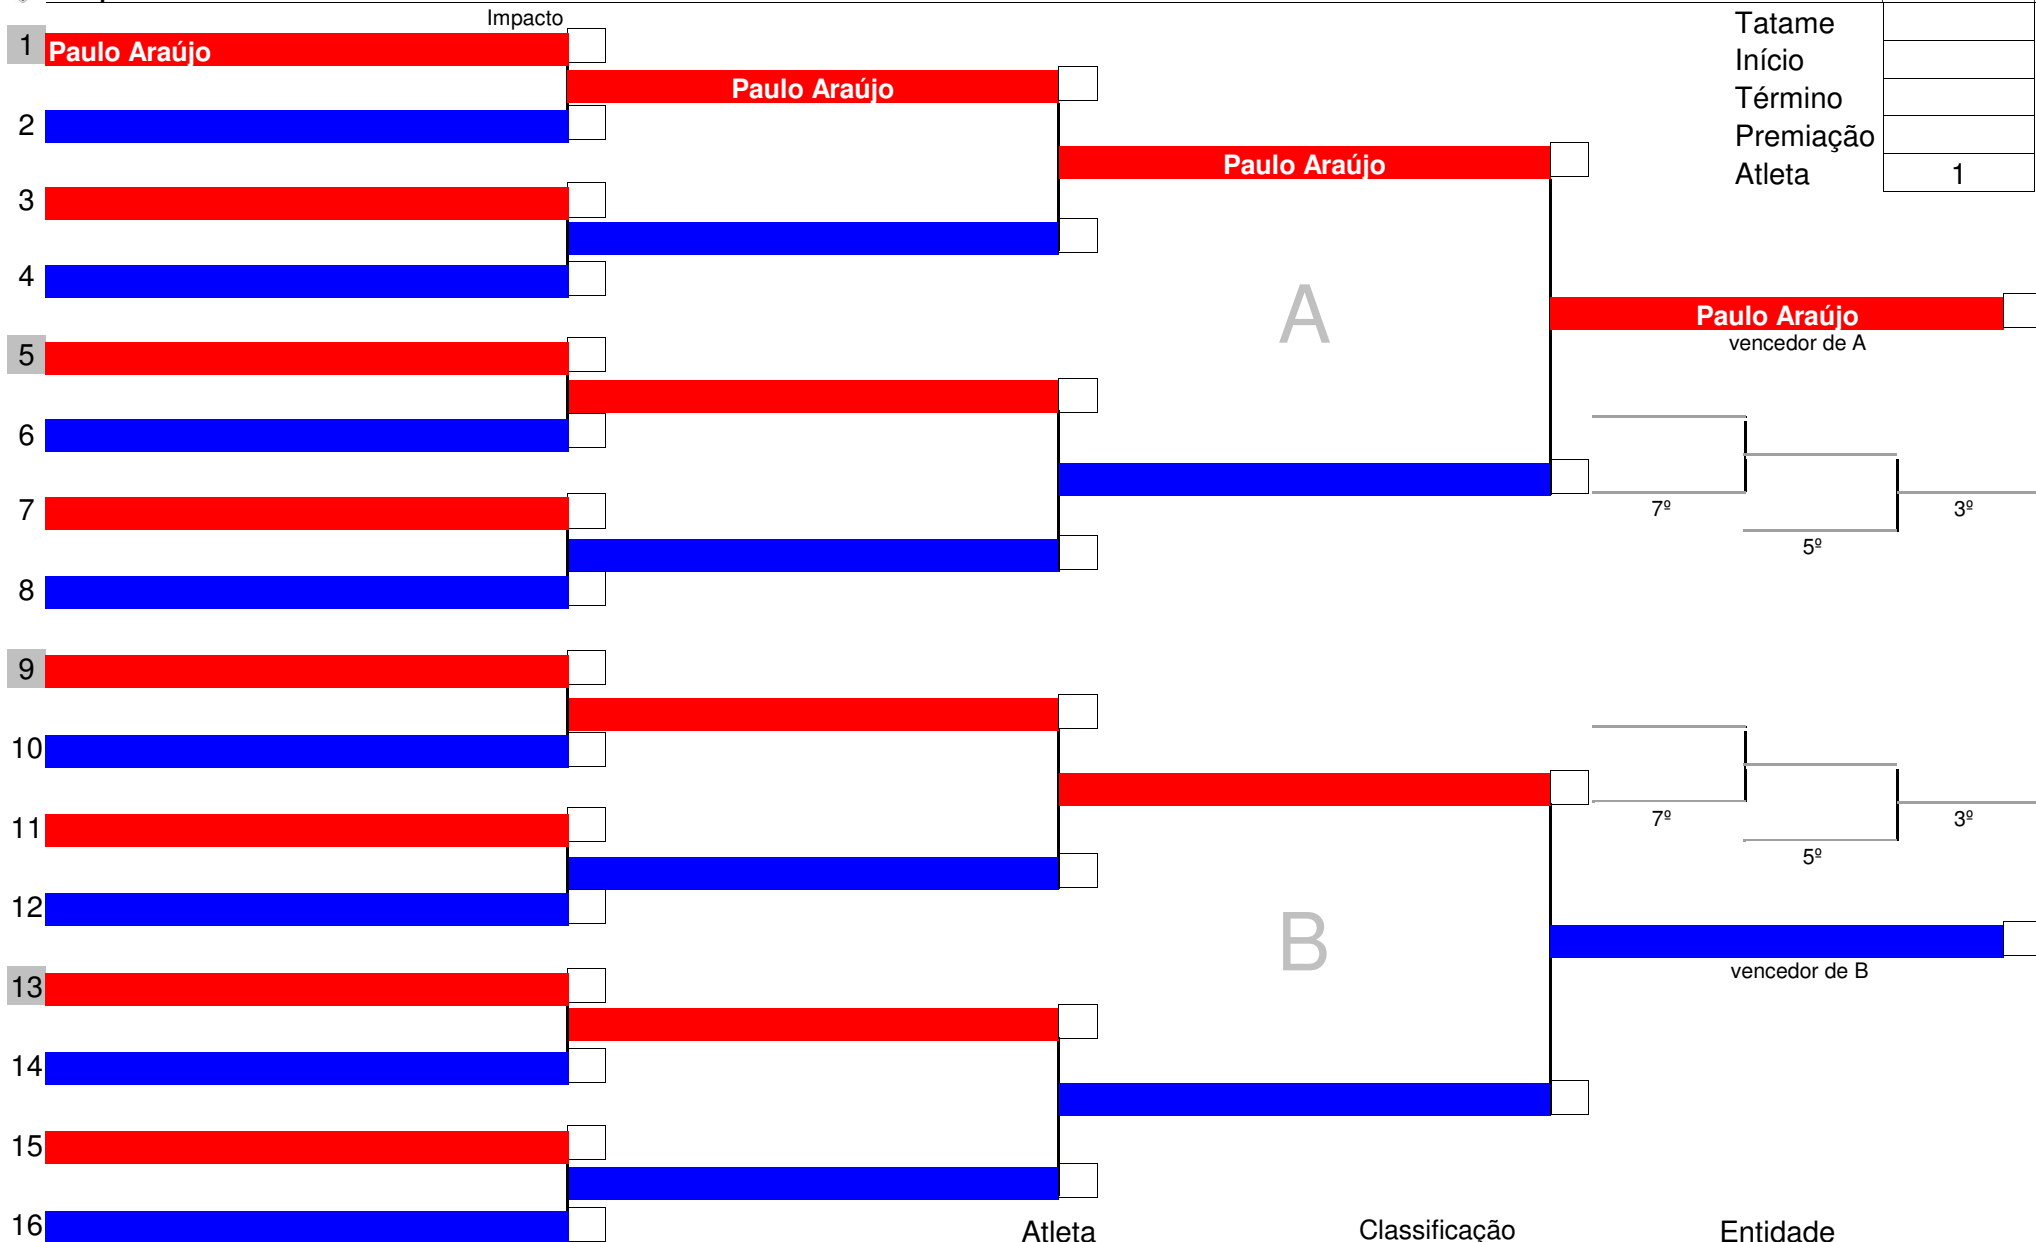 Impacto
Tatame
1 Paulo Araújo
Início
Paulo Araújo
Término
2
Premiação
Paulo Araújo
Atleta 1
3
4
A
Paulo Araújo
vencedor de A
5
6
7
7º 3º
5º
8
9
10
11
7º 3º
5º
12
B
vencedor de B
13
14
15
16
Atleta Classificação Entidade